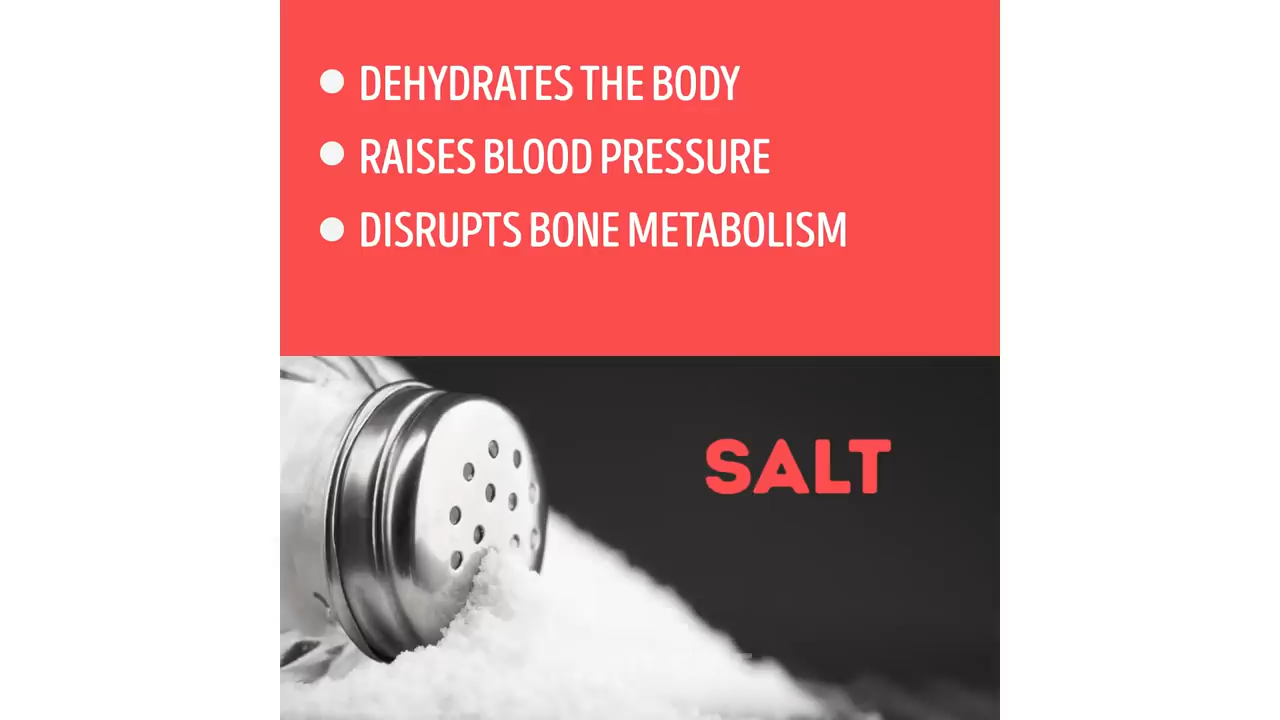 DEHYDRATES THE BODY
RAISES BLOOD PRESSURE
DISRUPTS BONE METABOLISM
SALT